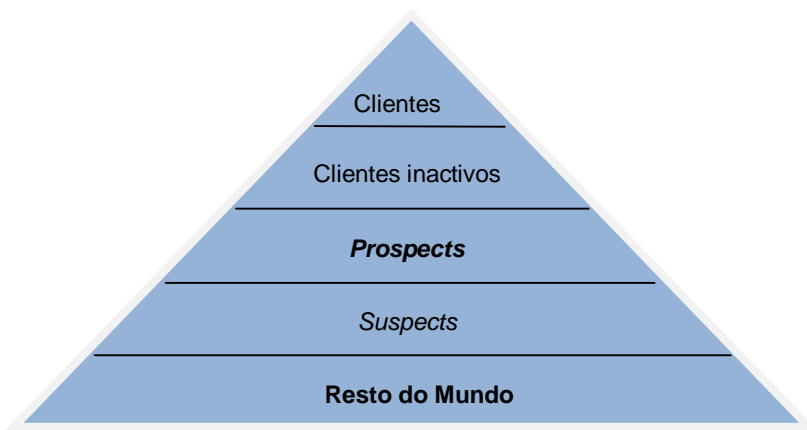 Clientes
Clientes inactivos
Prospects
Suspects
Resto do Mundo